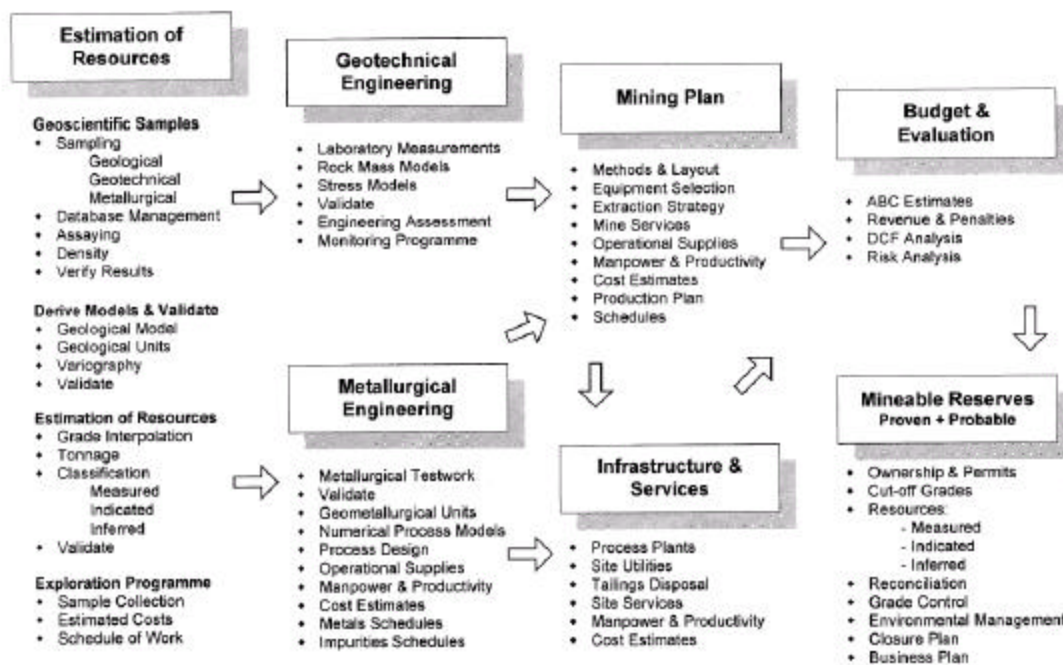 Estimation of
Resources
Geoscientific Samples
• Sampling
Geological
Geotechnical
Metallurgical
• Database Management
• Assaying
• Density
• Verify Results
Derive Models & Validate
• Geological Model
• Geological Units
• Variography
• Validate
Estimation of Resources
• Grade Interpolation
• Tonnage
• Classification
Measured
Indicated
Inferred
• Validate
Exploration Programme
• Sample Collection
• Estimated Costs
• Schedule of Work
Geotechnical
Engineering
• Laboratory Measurements
• Rock Mass Models
• Stress Models
• Validate
• Engineering Assessment
• Monitoring Programme
Metallurgical
Engineering
• Metallurgical Testwork
• Validate
• Geometallurgical Units
• Numerical Process Models
• Process Design
• Operational Supplies
• Manpower & Productivity
• Cost Estimates
• Metals Schedules
• Impurities Schedules
Mining Plan
• Methods & Layout
• Equipment Selection
• Extraction Strategy
• Mine Services
• Operational Supplies
• Manpower & Productivity
• Cost Estimates
• Production Plan
• Schedules
Infrastructure &
Services
• Process Plants
• Site Utilities
• Tailings Disposal
• Site Services
• Manpower & Productivity
• Cost Estimates
Budget &
Evaluation
• ABC Estimates
• Revenue & Penalties
• DCF Analysis
• Risk Analysis
Mineable Reserves
Proven + Probable
• Ownership & Permits
• Cut-off Grades
• Resources:
- Measured
- Indicated
- Inferred
• Reconciliation
• Grade Control
• Environmental Management
• Closure Plan
• Business Plan